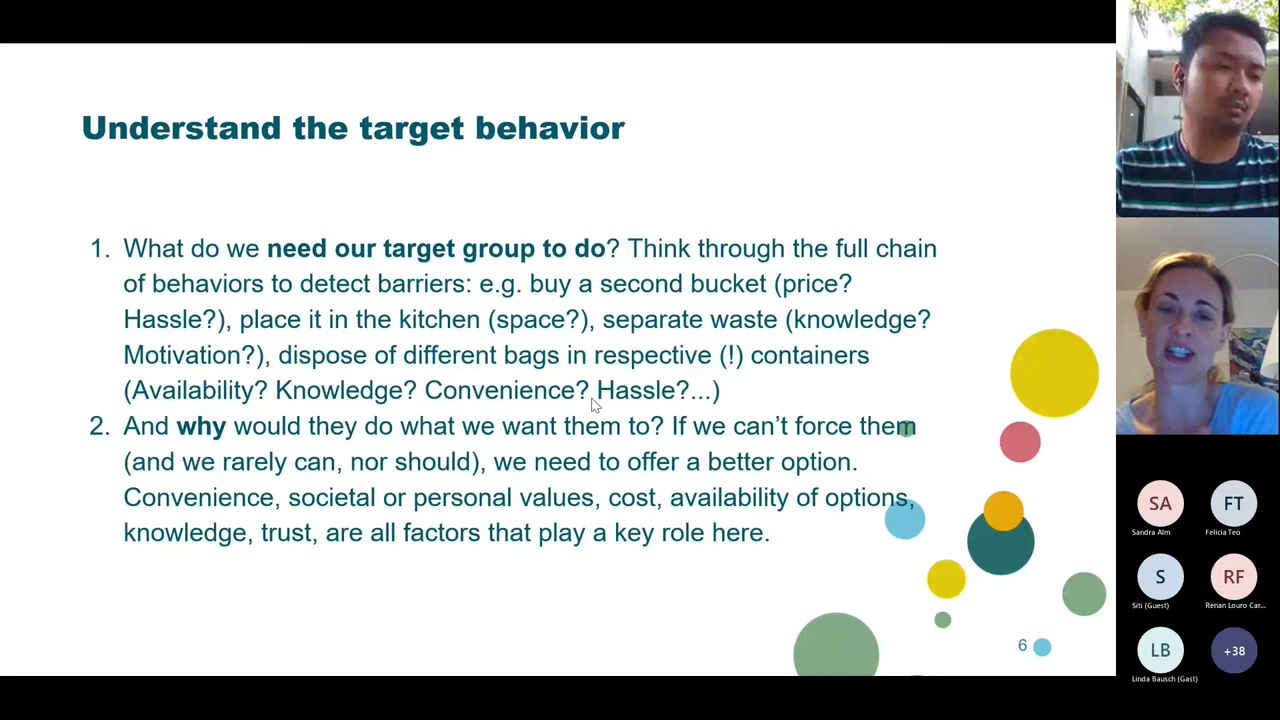 Understand the target behavior
1. What do we need our target group to do? Think through the full chain
of behaviors to detect barriers: e.g. buy a second bucket (price?
Hassle?), place it in the kitchen (space?), separate waste (knowledge?
Motivation?), dispose of different bags in respective (!) containers
(Availability? Knowledge? Convenience? Hassle?...)
2. And why would they do what we want them to? If we can’t force them
(and we rarely can, nor should), we need to offer a better option.
Convenience, societal or personal values, cost, availability of options,
knowledge, trust, are all factors that play a key role here.
6
SA
FT
Sandra Alm
Felicia Teo
S
RF
Siti (Guest)
Renan Louro Car...
LB
+38
Linda Bausch (Gast)